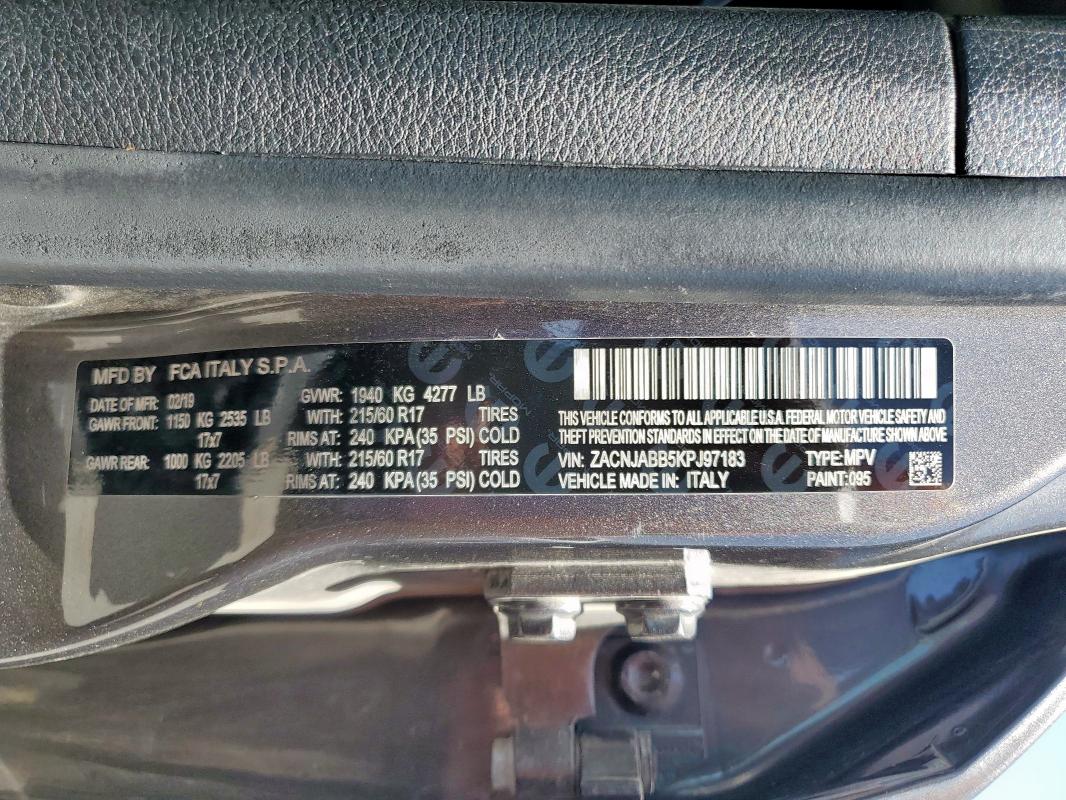 MFD BY FCA ITALY S.P.A.
DATE OF MFR: 02/19 GVWR: 1940 KG 4277 LB
GAWR FRONT: 1150 KG 2535 LB WITH: 215/60 R17 TIRES
17x7 RIMS AT: 240 KPA(35 PSI) COLD
GAWR REAR: 1000 KG 2205 LB WITH: 215/60 R17 TIRES
17x7 RIMS AT: 240 KPA(35 PSI) COLD
THIS VEHICLE CONFORMS TO ALL APPLICABLE U.S.A. FEDERAL MOTOR VEHICLE SAFETY AND
THEFT PREVENTION STANDARDS IN EFFECT ON THE DATE OF MANUFACTURE SHOWN ABOVE
VIN: ZACNJABB5KPJ97183 TYPE: MPV
VEHICLE MADE IN: ITALY PAINT: 095